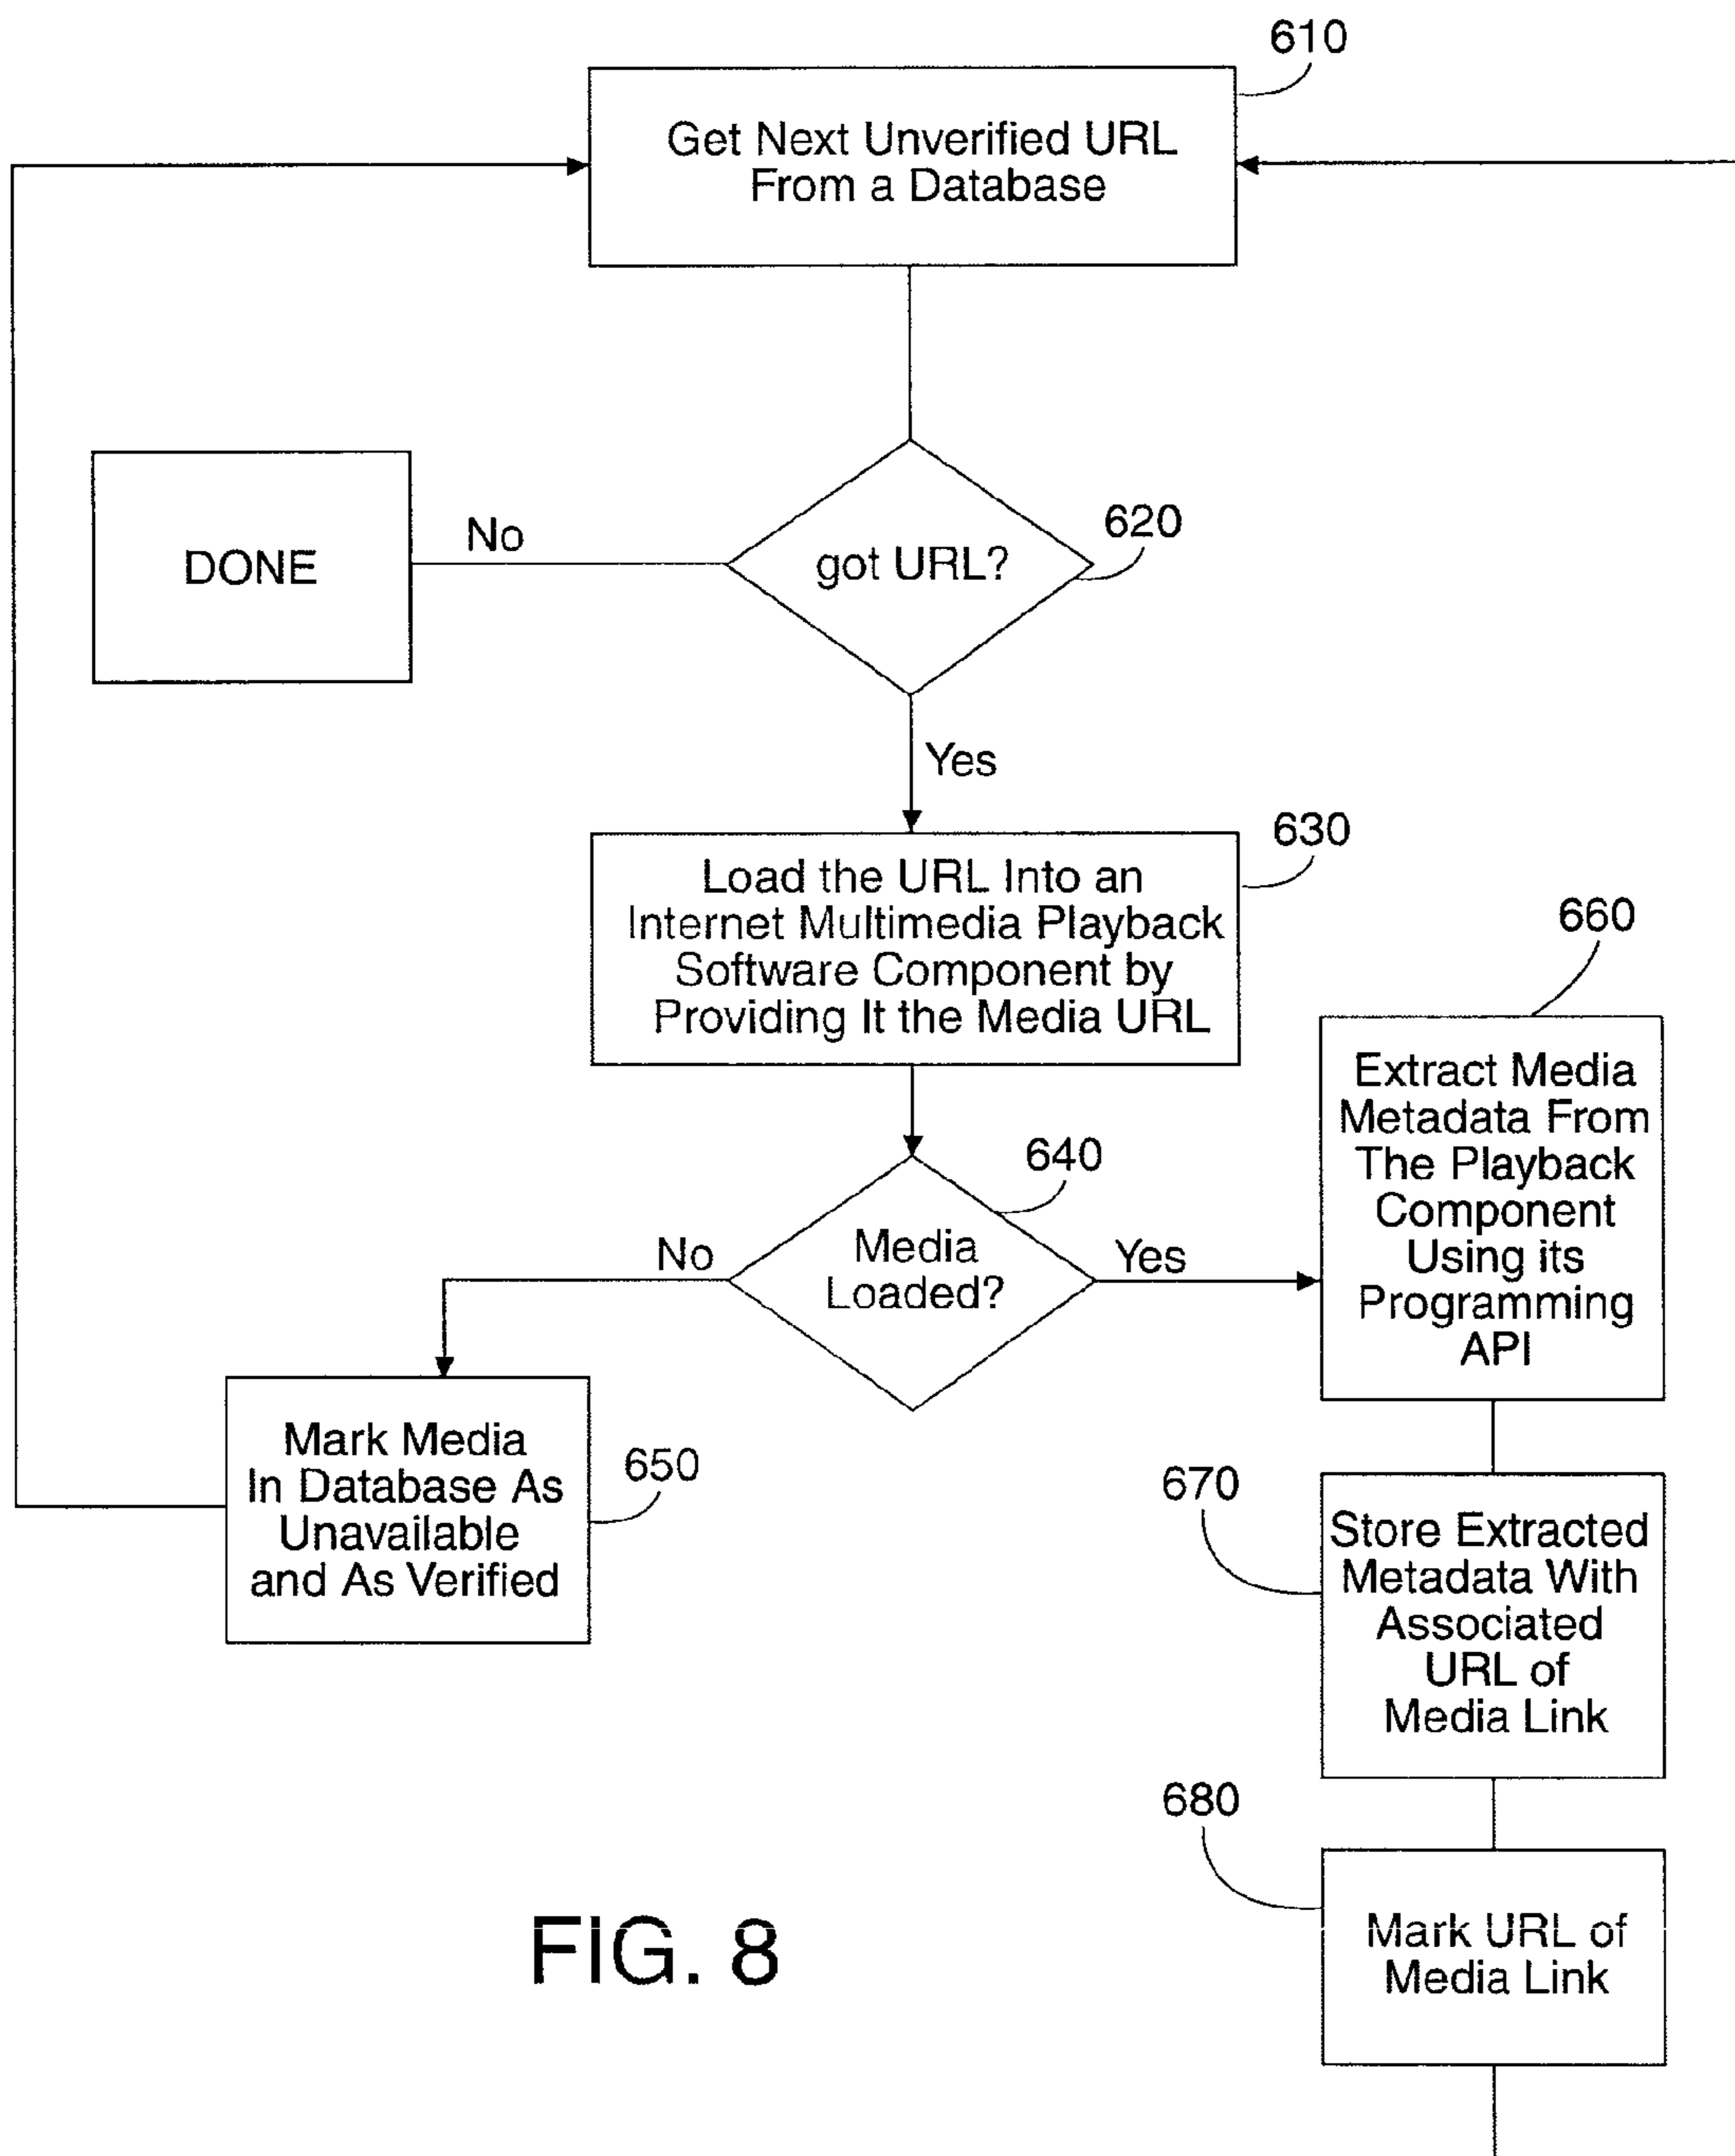 610
Get Next Unverified URL
From a Database
620
got URL?
No
DONE
Yes
630
Load the URL Into an
Internet Multimedia Playback
Software Component by
Providing It the Media URL
640
Media
Loaded?
No
Yes
650
Mark Media
In Database As
Unavailable
and As Verified
660
Extract Media
Metadata From
The Playback
Component
Using its
Programming
API
670
Store Extracted
Metadata With
Associated
URL of
Media Link
680
Mark URL of
Media Link
FIG. 8